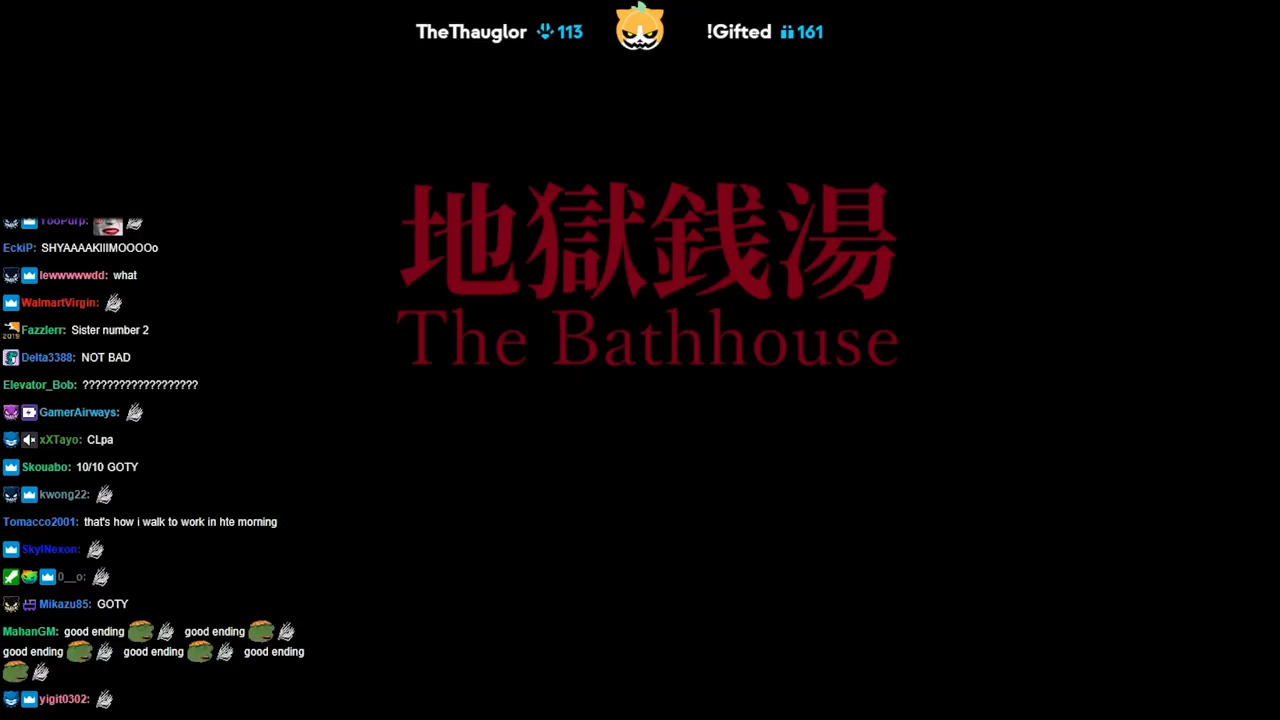 TheThauglor 113 !Gifted 161
地獄銭湯
The Bathhouse
YooPurp:
EckiP: SHYAAAAKIIIMOOOOo
lewwwwwdd: what
WalmartVirgin:
Fazzlerr: Sister number 2
Delta3388: NOT BAD
Elevator_Bob: ???????????????????
GamerAirways:
xXTayo: CLpa
Skouabo: 10/10 GOTY
kwong22:
Tomacco2001: that's how i walk to work in hte morning
SkylNexon:
0__o:
Mikazu85: GOTY
MahanGM: good ending good ending
good ending good ending good ending
yigit0302: